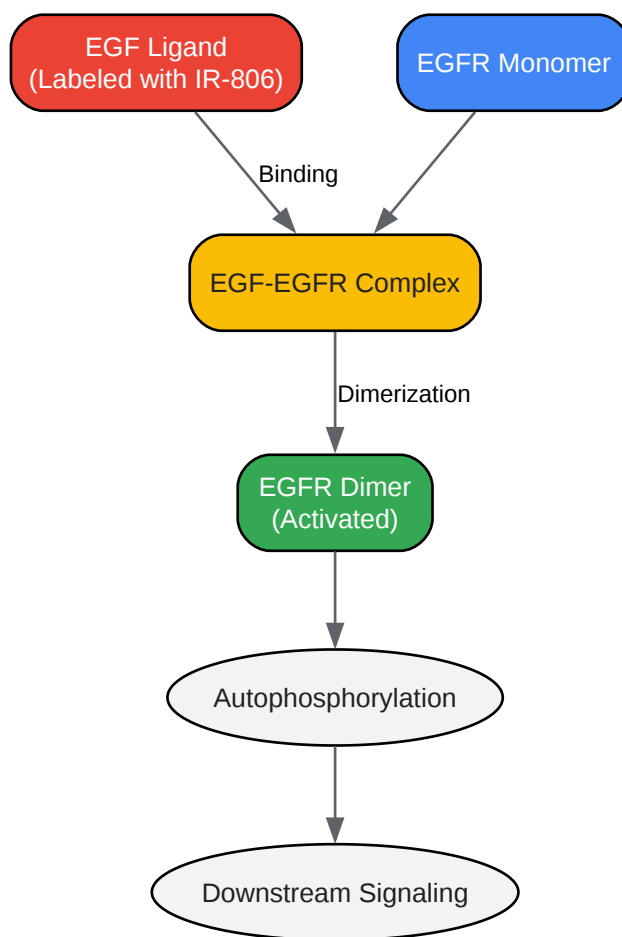 EGF Ligand
(Labeled with IR-806)
EGFR Monomer
Binding
EGF-EGFR Complex
Dimerization
EGFR Dimer
(Activated)
Autophosphorylation
Downstream Signaling